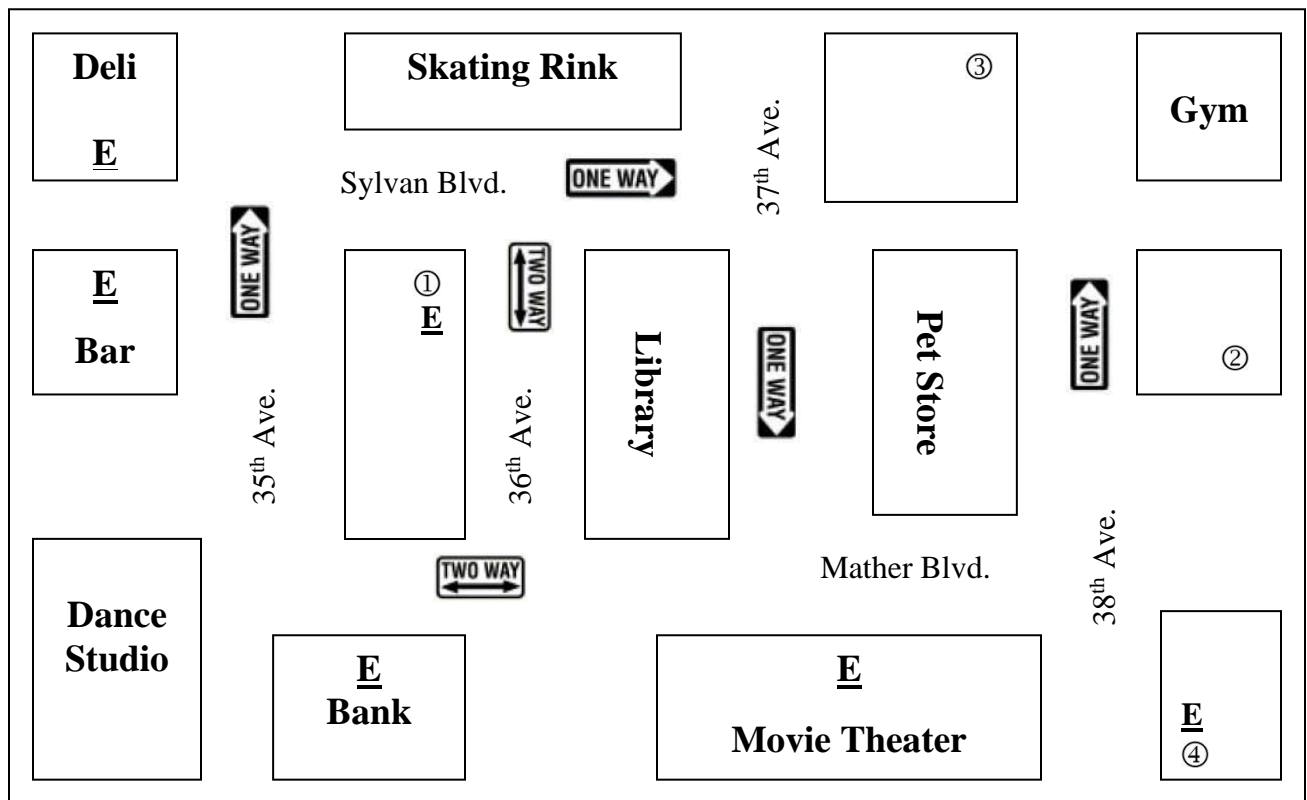 Deli
E
Skating Rink
③
Gym
Sylvan Blvd.
ONE WAY
37th Ave.
ONE WAY
E
Bar
①
E
TWO WAY
Library
ONE WAY
Pet Store
ONE WAY
②
35th Ave.
36th Ave.
TWO WAY
Mather Blvd.
38th Ave.
Dance
Studio
E
Bank
E
Movie Theater
E
④